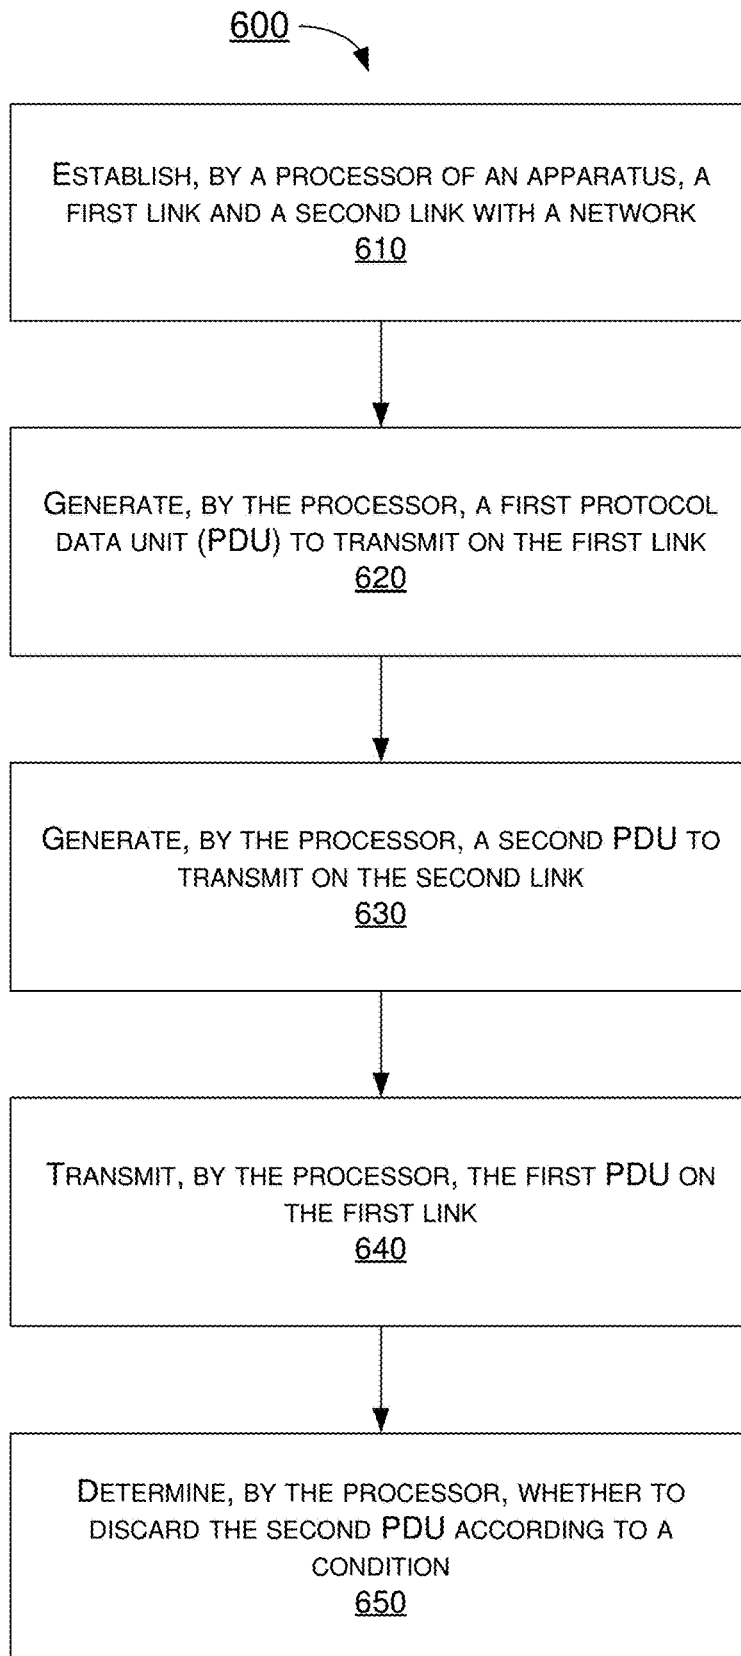 600
ESTABLISH, BY A PROCESSOR OF AN APPARATUS, A
FIRST LINK AND A SECOND LINK WITH A NETWORK
610
GENERATE, BY THE PROCESSOR, A FIRST PROTOCOL
DATA UNIT (PDU) TO TRANSMIT ON THE FIRST LINK
620
GENERATE, BY THE PROCESSOR, A SECOND PDU TO
TRANSMIT ON THE SECOND LINK
630
TRANSMIT, BY THE PROCESSOR, THE FIRST PDU ON
THE FIRST LINK
640
DETERMINE, BY THE PROCESSOR, WHETHER TO
DISCARD THE SECOND PDU ACCORDING TO A
CONDITION
650